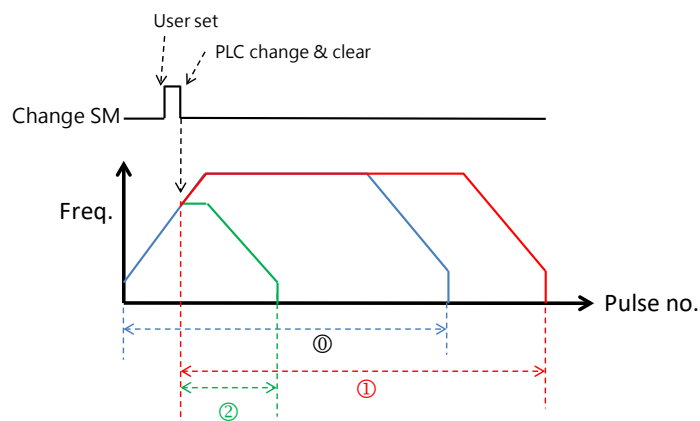 User set
PLC change & clear
Change SM
Freq.
Pulse no.
⓪
①
②